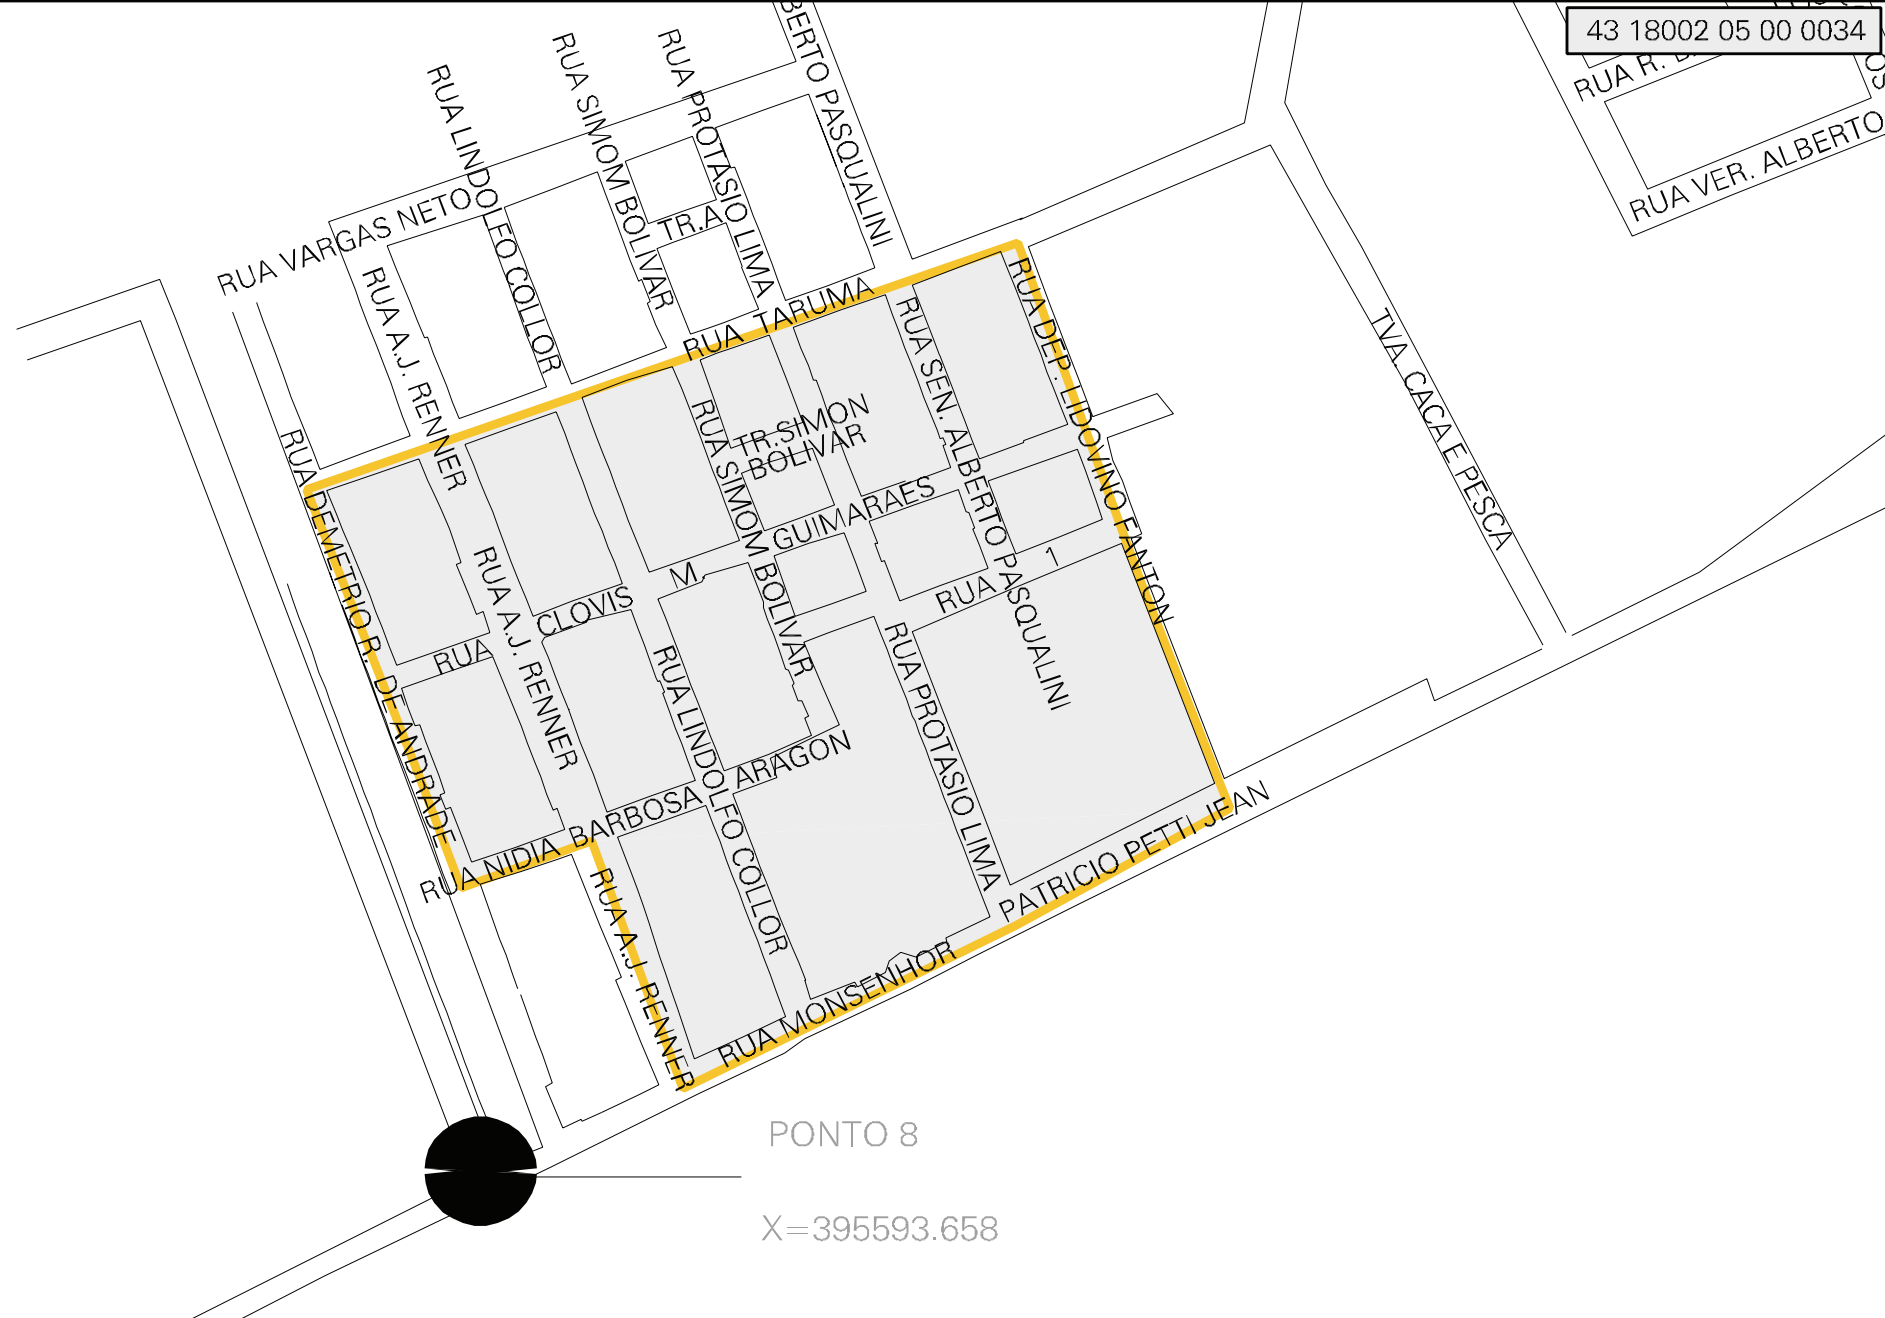 43 18002 05 00 0034
RUA R.
RUA VER. ALBERTO
BERTO PASQUALINI
RUA PROTASIO LIMA
RUA SIMOM BOLIVAR
RUA LINDOLFO COLLOR
RUA VARGAS NETO
TR.A
RUA A.J. RENNER
RUA TARUMA
RUA DEP. LIDOVINO FANTON
RUA SEN. ALBERTO PASQUALINI
TVA. CACA E PESCA
RUA DEMETRIO R. DE ANDRADE
TR.SIMON
BOLIVAR
RUA SIMOM BOLIVAR
RUA CLOVIS M. GUIMARAES
RUA A.J. RENNER
RUA 1
RUA LINDOLFO COLLOR
RUA PROTASIO LIMA
RUA NIDIA BARBOSA ARAGON
RUA A.J. RENNER
RUA MONSENHOR PATRICIO PETTI JEAN
PONTO 8
X=395593.658